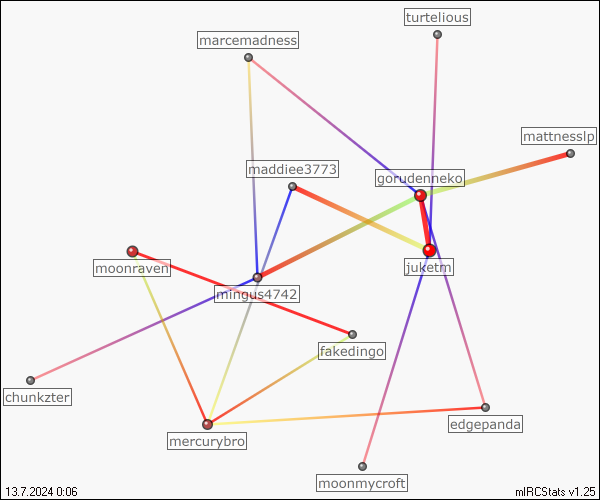 turtelious
marcemadness
mattnesslp
maddiee3773
gorudenneko
moonraven
juketm
mingus4742
fakedingo
chunkzter
edgepanda
mercurybro
moonmycroft
13.7.2024 0:06
mIRCStats v1.25